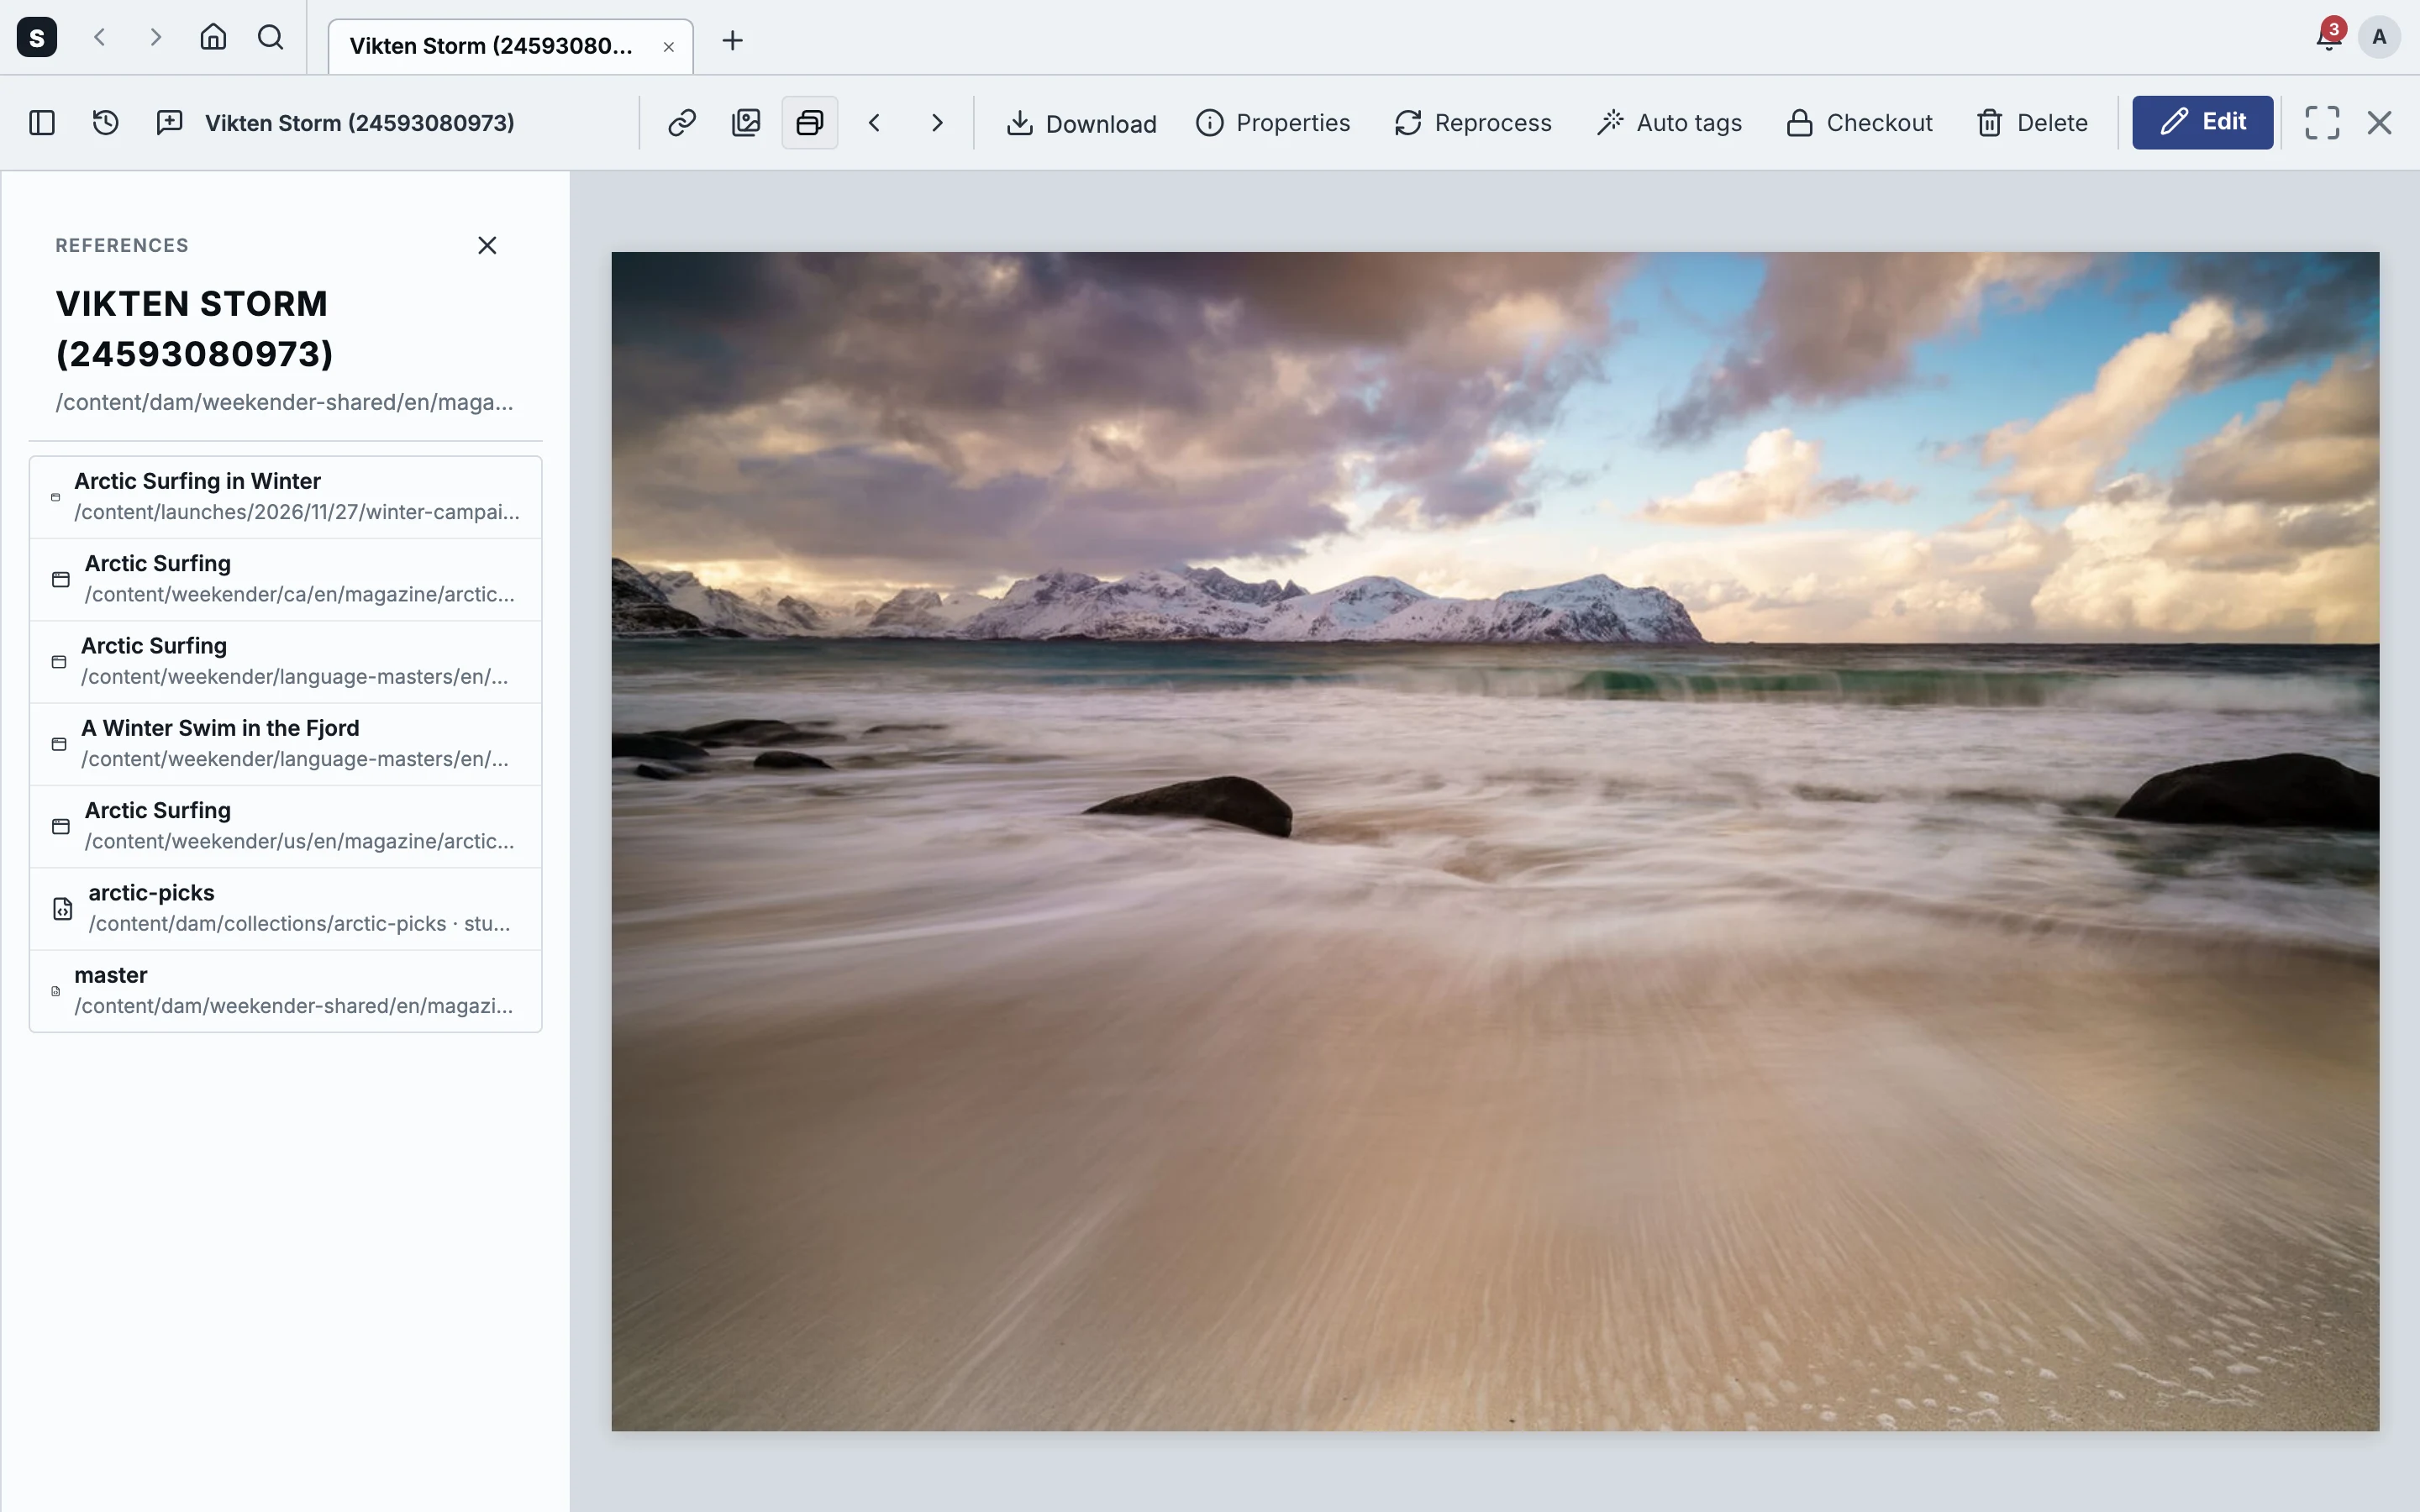 S
Vikten Storm (24593080...
3
A
Vikten Storm (24593080973)
Download
Properties
Reprocess
Auto tags
Checkout
Delete
Edit
REFERENCES
VIKTEN STORM
(24593080973)
/content/dam/weekender-shared/en/maga...
Arctic Surfing in Winter
/content/launches/2026/11/27/winter-campai...
Arctic Surfing
/content/weekender/ca/en/magazine/arctic...
Arctic Surfing
/content/weekender/language-masters/en/...
A Winter Swim in the Fjord
/content/weekender/language-masters/en/...
Arctic Surfing
/content/weekender/us/en/magazine/arctic...
arctic-picks
/content/dam/collections/arctic-picks · stu...
master
/content/dam/weekender-shared/en/magazi...